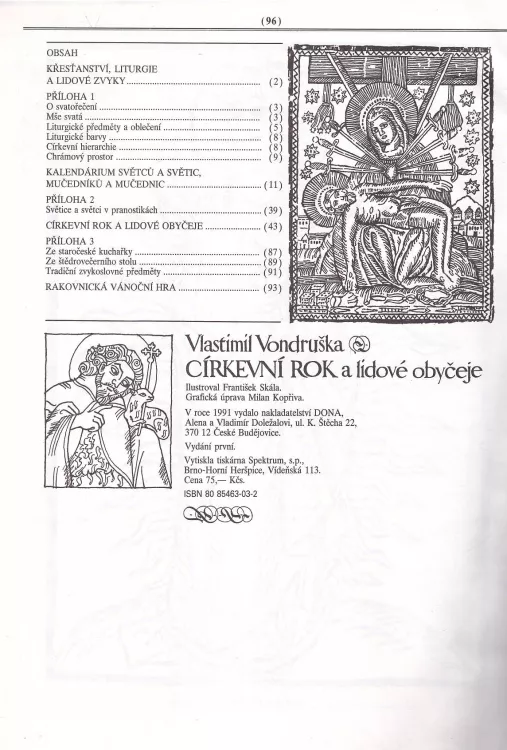 (96)
OBSAH
KŘESŤANSTVÍ, LITURGIE
A LIDOVÉ ZVYKY ........................................ (2)
PŘÍLOHA 1
O svatořečení ........................................ (3)
Mše svatá ........................................ (3)
Liturgické předměty a oblečení ........................................ (5)
Liturgické barvy ........................................ (8)
Církevní hierarchie ........................................ (8)
Chrámový prostor ........................................ (9)
KALENDÁRIUM SVĚTCŮ A SVĚTIC,
MUČEDNÍKŮ A MUČEDNIC ........................................ (11)
PŘÍLOHA 2
Světice a světci v pranostikách ........................................ (39)
CÍRKEVNÍ ROK A LIDOVÉ OBYČEJE ........................................ (43)
PŘÍLOHA 3
Ze staročeské kuchařky ........................................ (87)
Ze štědrovečerního stolu ........................................ (89)
Tradiční zvykoslovné předměty ........................................ (91)
RAKOVNICKÁ VÁNOČNÍ HRA ........................................ (93)
Vlastimil Vondruška
CÍRKEVNÍ ROK a lidové obyčeje
Ilustroval František Skála.
Grafická úprava Milan Kopřiva.
V roce 1991 vydalo nakladatelství DONA,
Alena a Vladimír Doležalovi, ul. K. Štěcha 22,
370 12 České Budějovice.
Vydání první.
Vytiskla tiskárna Spektrum, s.p.,
Brno-Horní Heršpice, Vídeňská 113.
Cena 75,— Kčs.
ISBN 80 85463-03-2